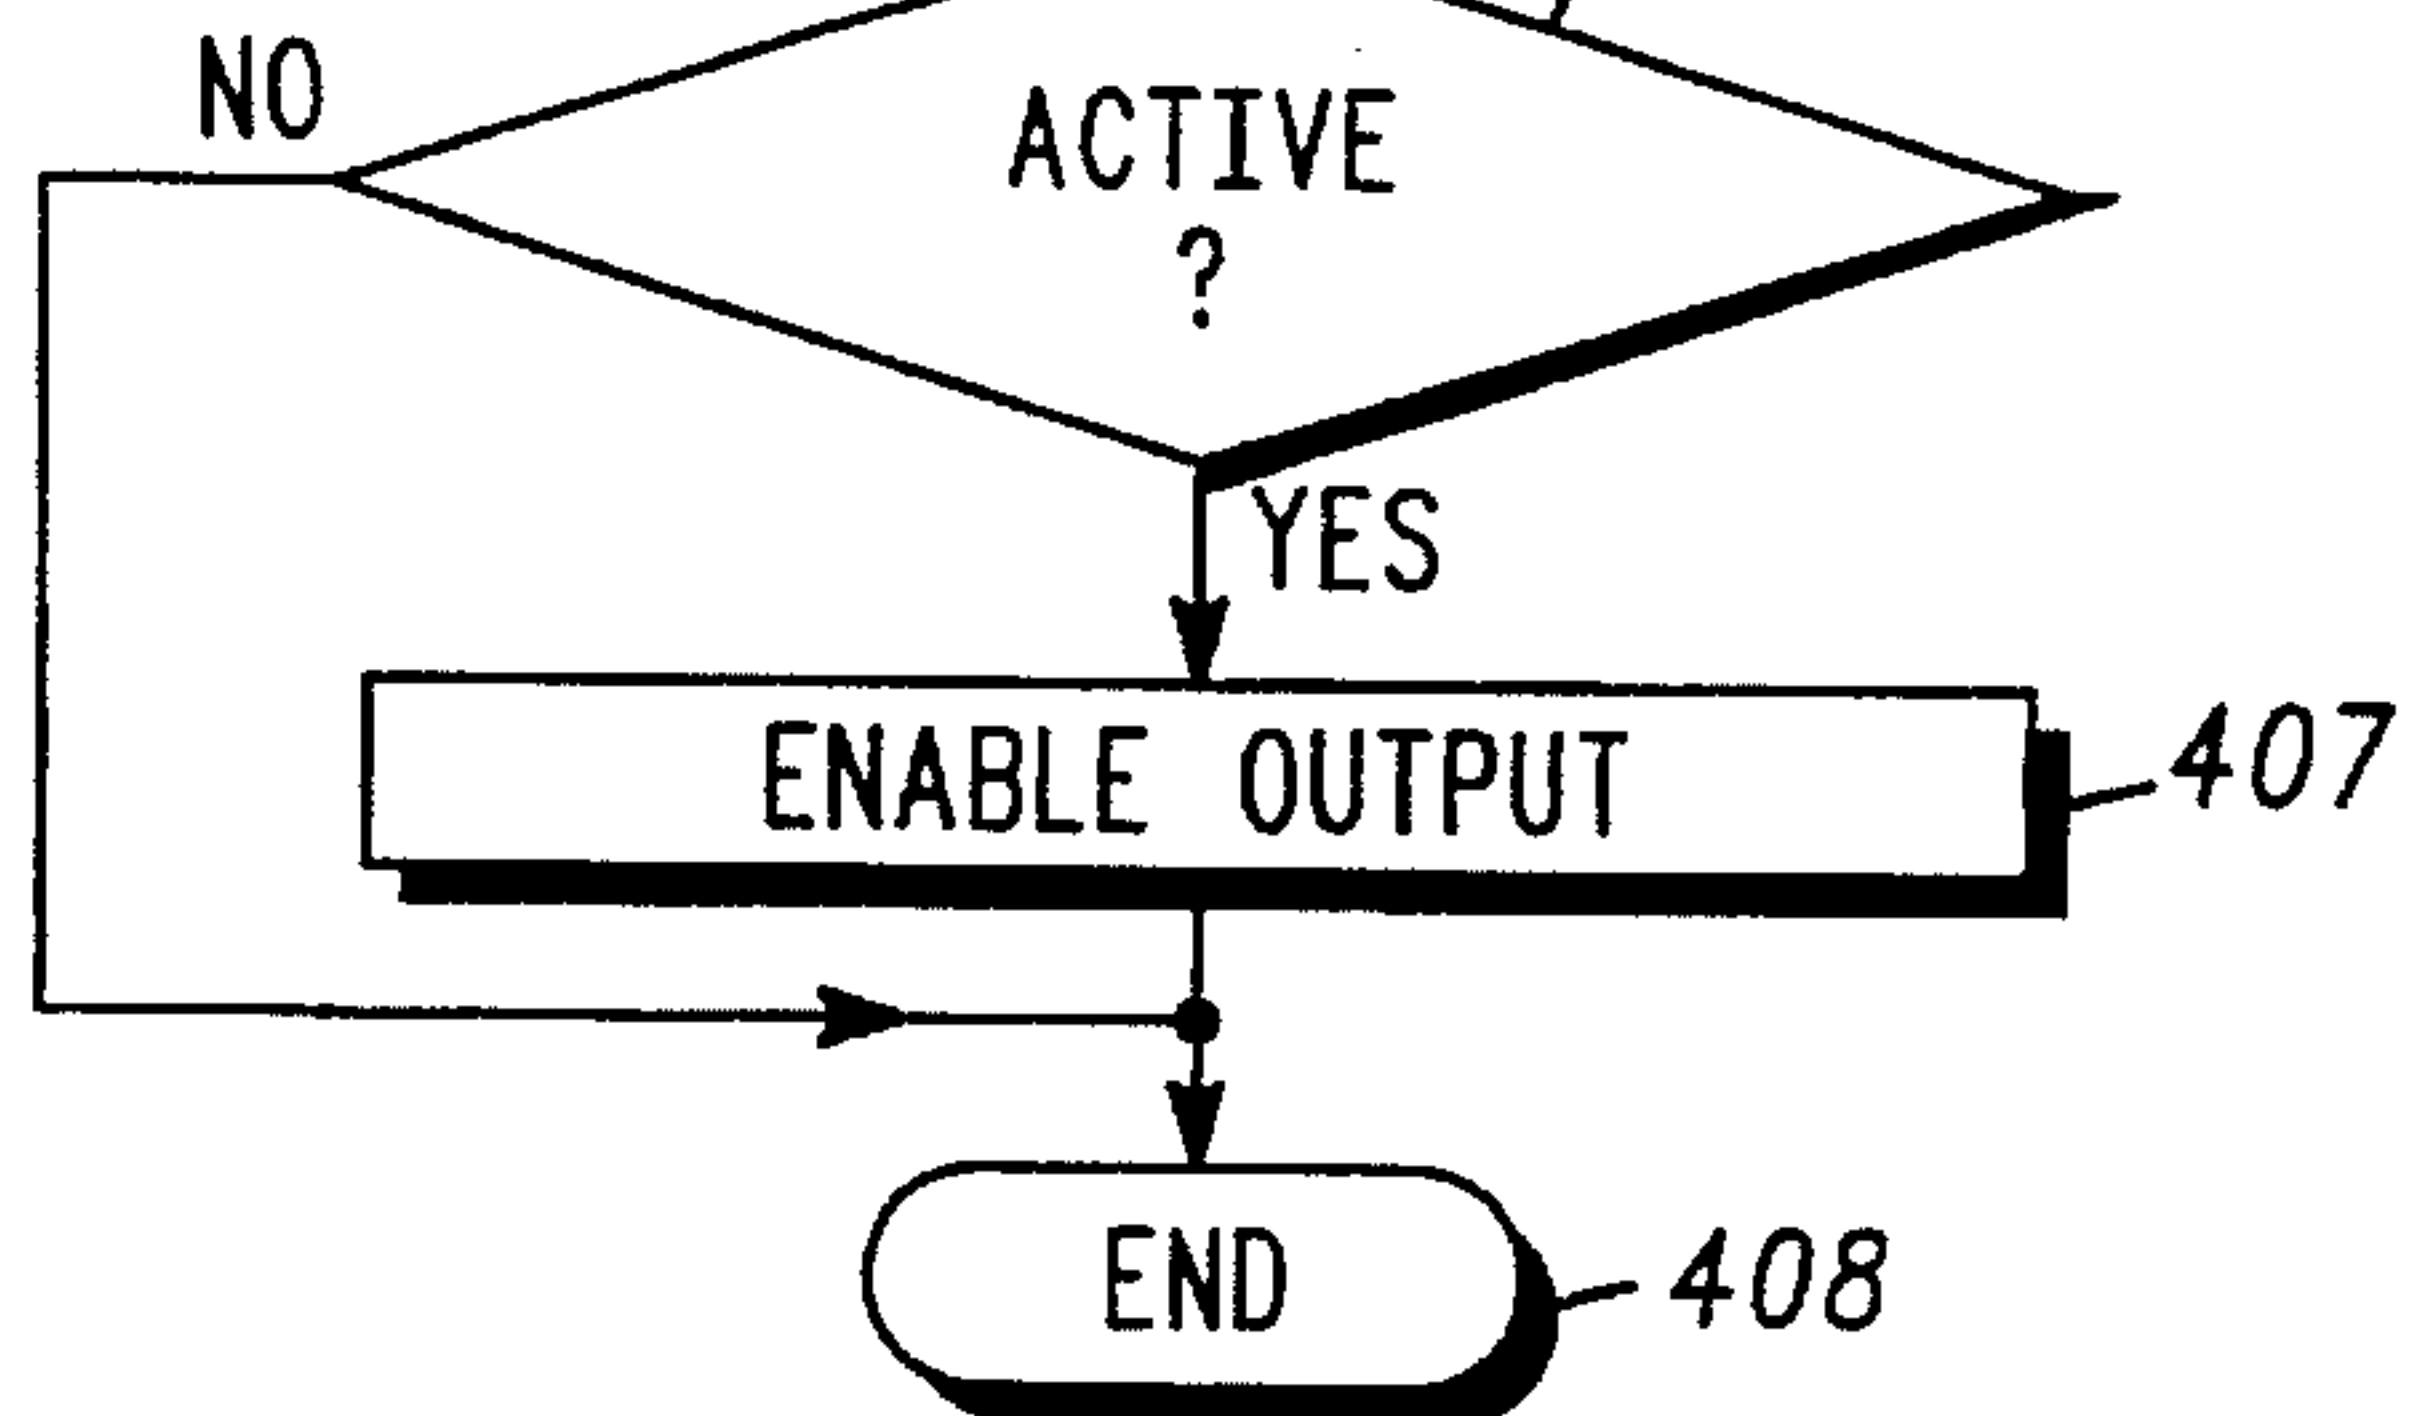 NO
ACTIVE
?
YES
ENABLE OUTPUT
407
END
408